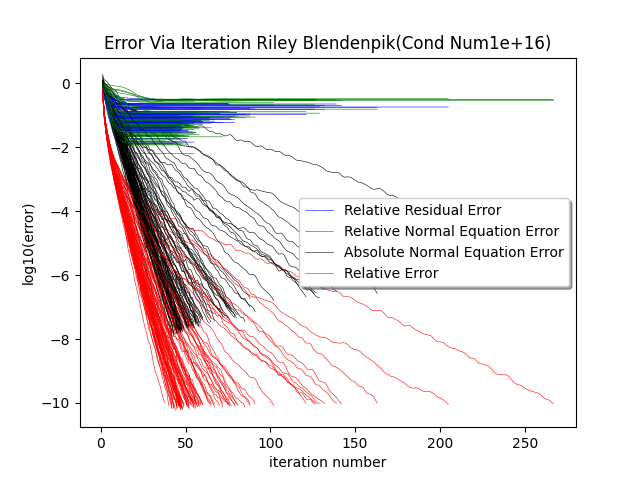 Error Via Iteration Riley Blendenpik(Cond Num1e+16)
0
−2
−4
−6
−8
−10
log10(error)
Relative Residual Error
Relative Normal Equation Error
Absolute Normal Equation Error
Relative Error
0 50 100 150 200 250
iteration number